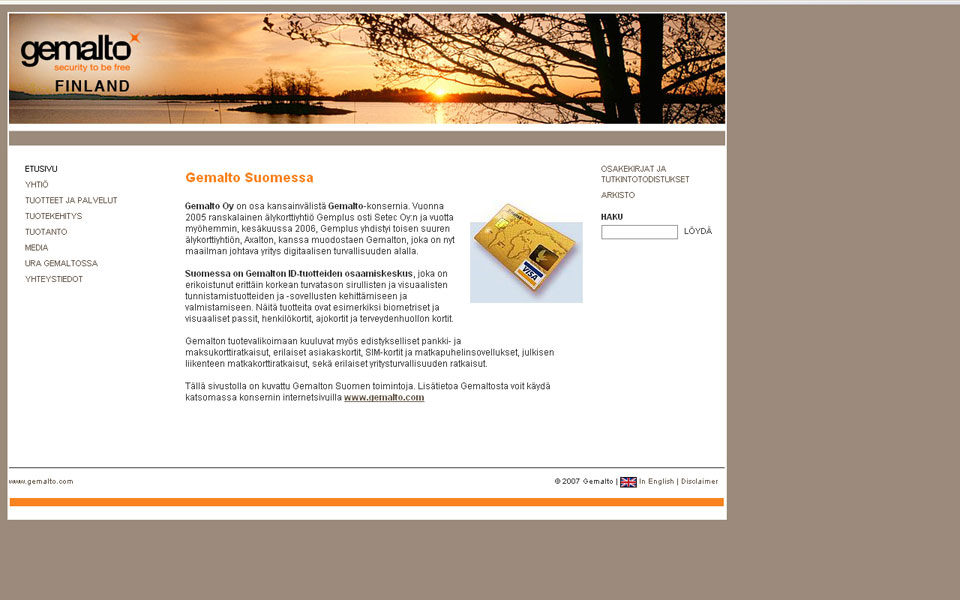 gemalto
security to be free
FINLAND
ETUSIVU
YHTIÖ
TUOTTEET JA PALVELUT
TUOTEKEHITYS
TUOTANTO
MEDIA
URA GEMALTOSSA
YHTEYSTIEDOT
Gemalto Suomessa
Gemalto Oy on osa kansainvälistä Gemalto-konsernia. Vuonna
2005 ranskalainen älykorttiyhtiö Gemplus osti Setec Oy:n ja vuotta
myöhemmin, kesäkuussa 2006, Gemplus yhdistyi toisen suuren
älykorttiyhtiön, Axalton, kanssa muodostaen Gemalton, joka on nyt
maailman johtava yritys digitaalisen turvallisuuden alalla.
Suomessa on Gemalton ID-tuotteiden osaamiskeskus, joka on
erikoistunut erittäin korkean turvatason sirullisten ja visuaalisten
tunnistamistuotteiden ja -sovellusten kehittämiseen ja
valmistamiseen. Näitä tuotteita ovat esimerkiksi biometriset ja
visuaaliset passit, henkilökortit, ajokortit ja terveydenhuollon kortit.
VISA
Gemalton tuotevalikoimaan kuuluvat myös edistykselliset pankki- ja
maksukorttiratkaisut, erilaiset asiakaskortit, SIM-kortit ja matkapuhelinsovellukset, julkisen
liikenteen matkakorttiratkaisut, sekä erilaiset yritysturvallisuuden ratkaisut.
Tällä sivustolla on kuvattu Gemalton Suomen toimintoja. Lisätietoa Gemaltosta voit käydä
katsomassa konsernin internetsivuilla www.gemalto.com
OSAKEKIRJAT JA
TUTKINTOTODISTUKSET
ARKISTO
HAKU
LÖYDÄ
www.gemalto.com
© 2007 Gemalto | In English | Disclaimer